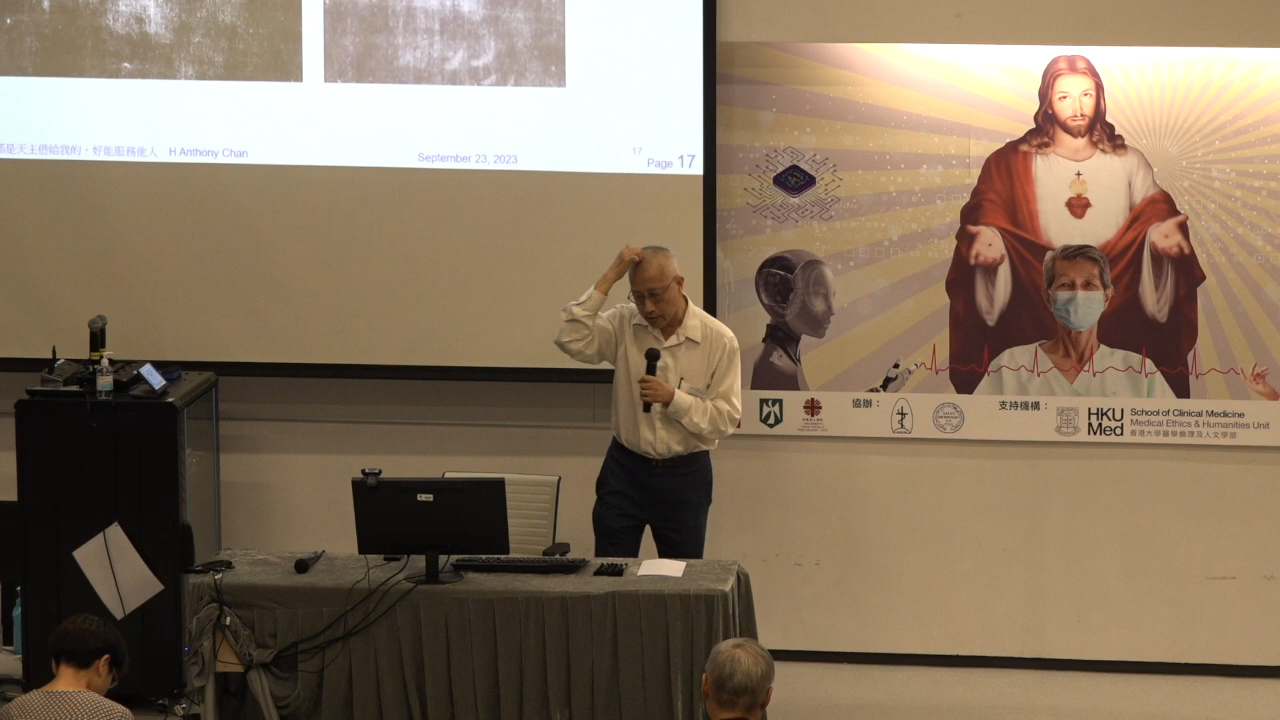 都是天主借給我的，好能服務他人 H Anthony Chan
September 23, 2023
17
Page 17
協辦：
支持機構：
HKU
Med
School of Clinical Medicine
Medical Ethics & Humanities Unit
香港大學醫學倫理及人文學部